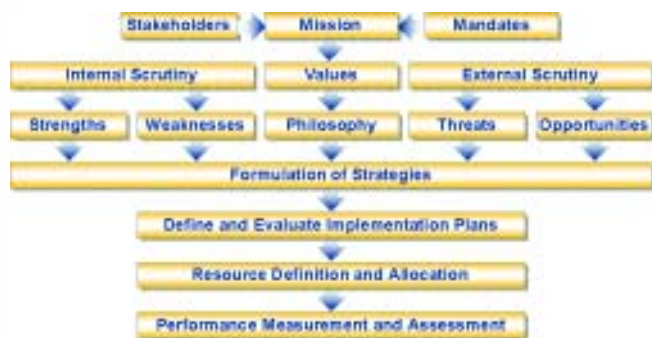 Stakeholders Mission Mandates
Internal Scrutiny Values External Scrutiny
Strengths Weaknesses Philosophy Threats Opportunities
Formulation of Strategies
Define and Evaluate Implementation Plans
Resource Definition and Allocation
Performance Measurement and Assessment